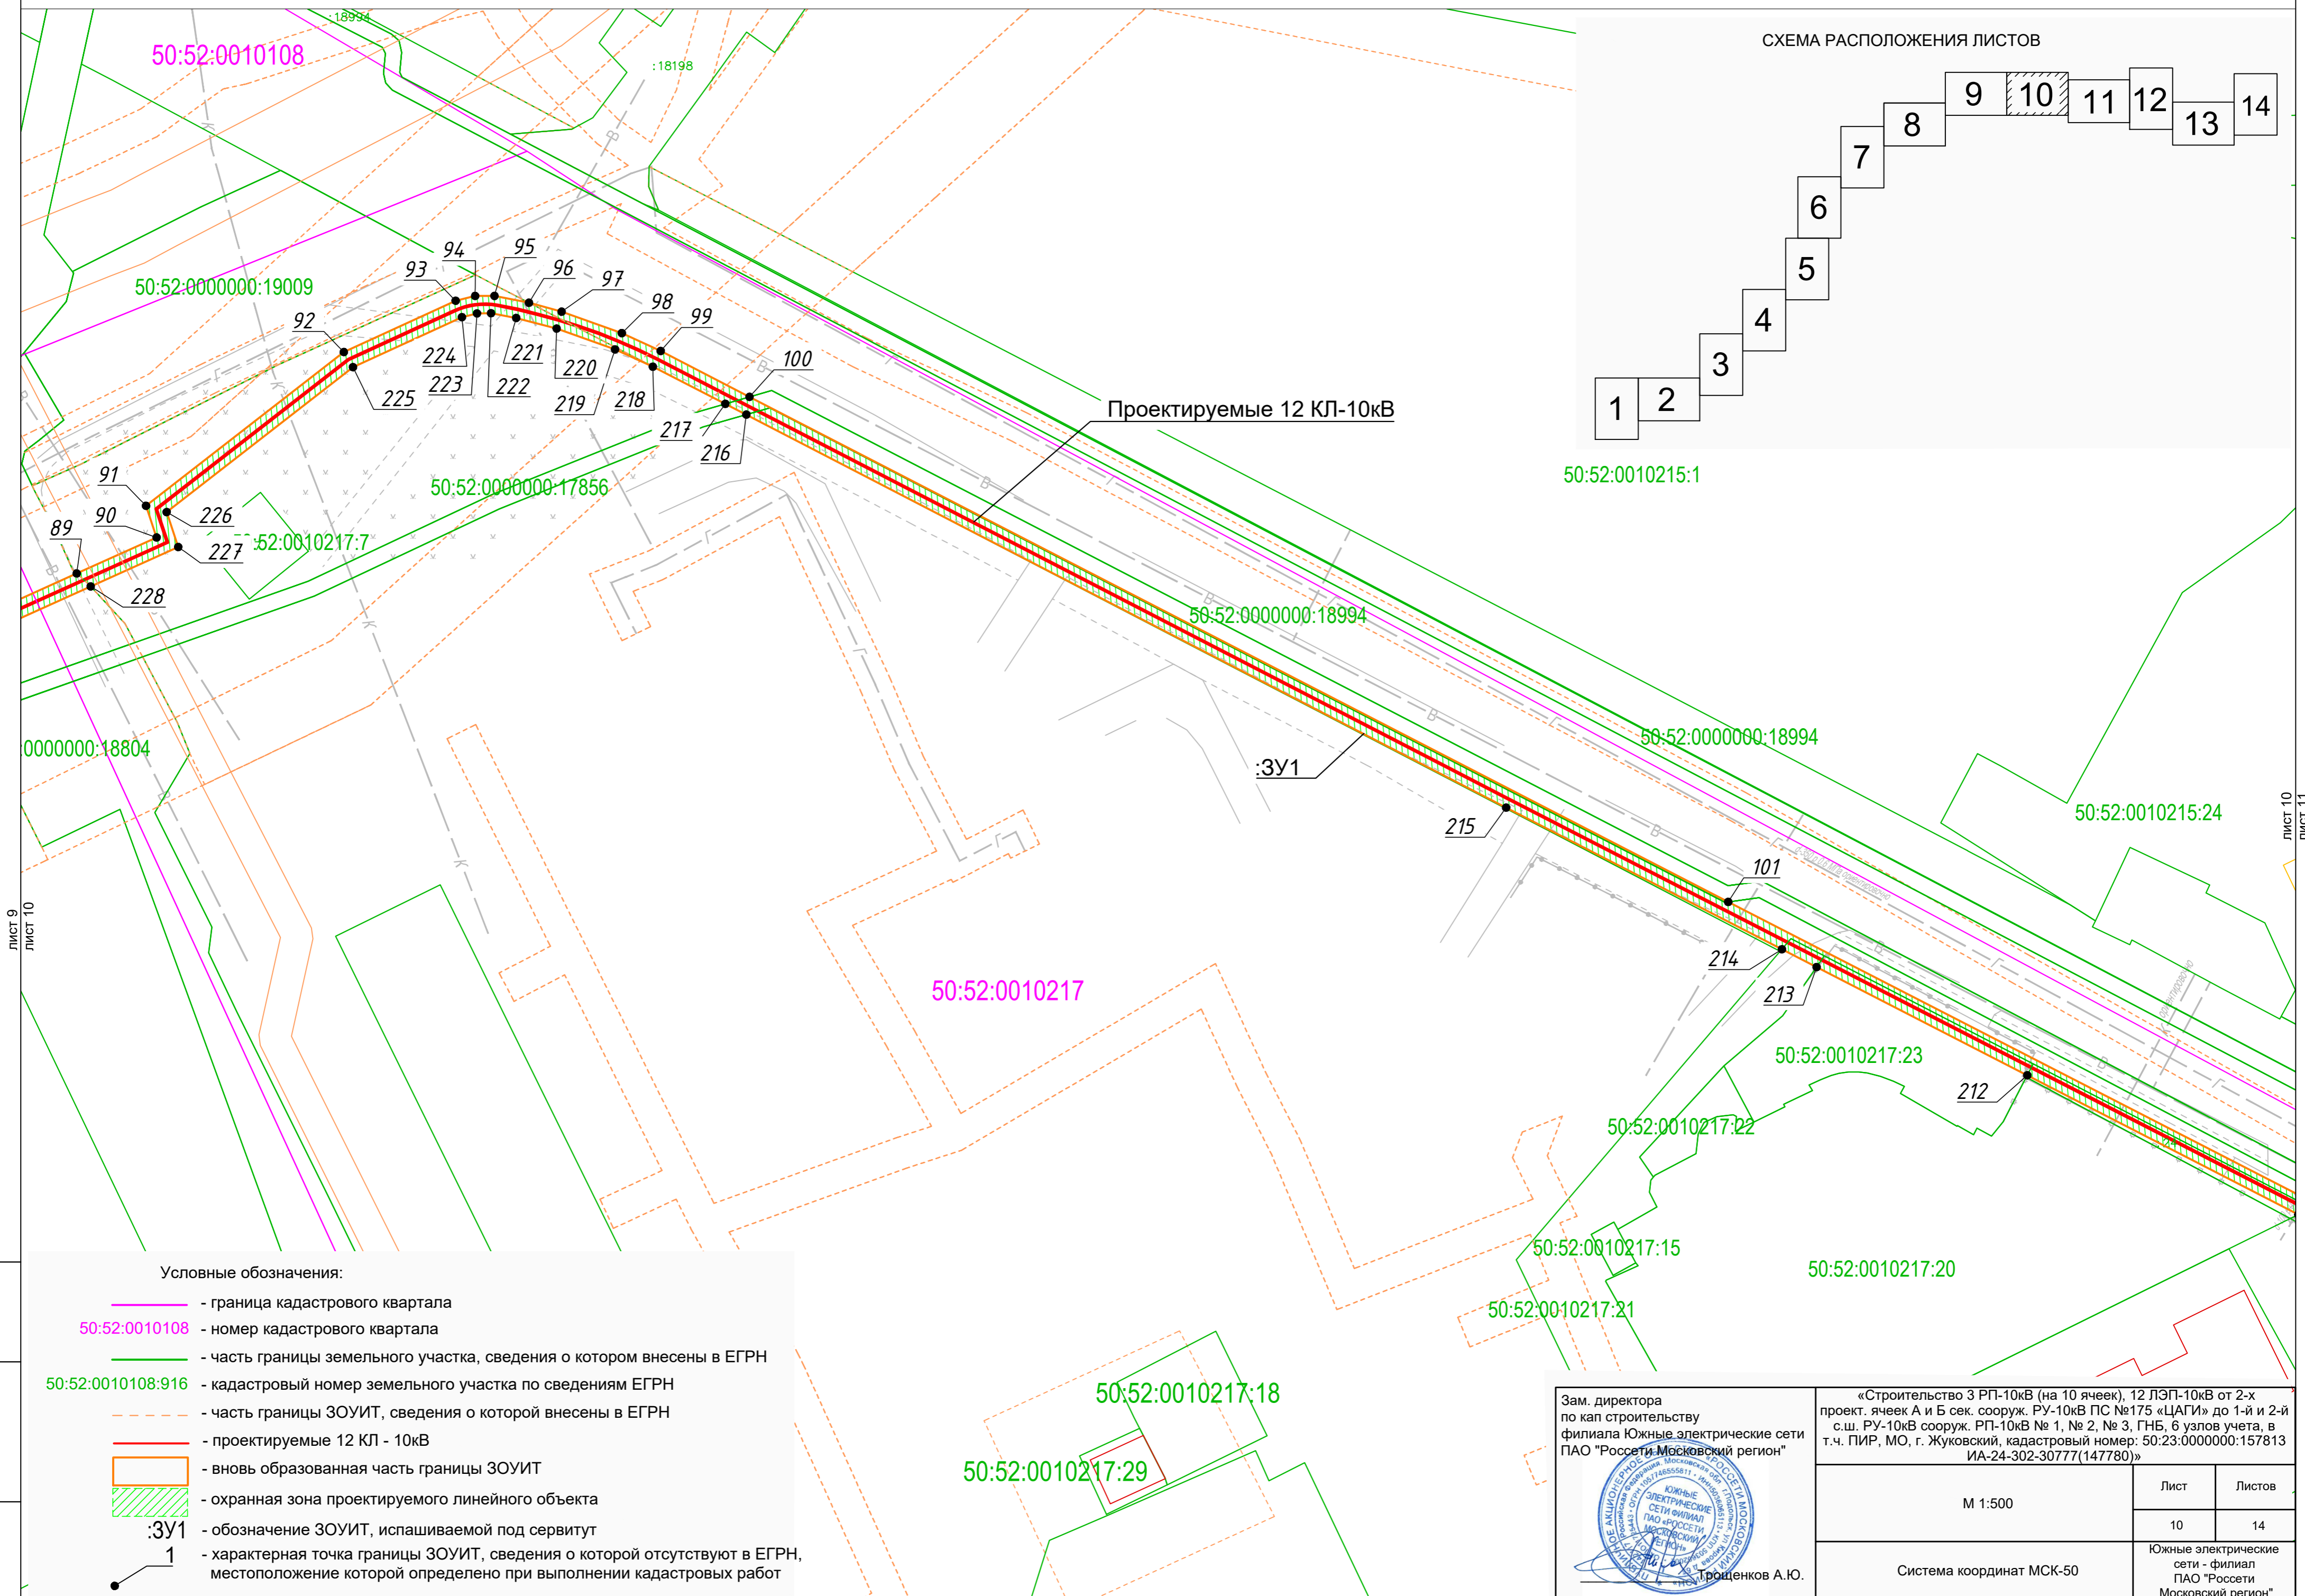 :18994
50:52:0010108
:18198
СХЕМА РАСПОЛОЖЕНИЯ ЛИСТОВ
1
2
3
4
5
6
7
8
9
10
11
12
13
14
50:52:0010215:1
50:52:0000000:19009
92
93
94
95
96
97
98
99
100
224
223
222
221
220
219
218
225
217
216
Проектируемые 12 КЛ-10кВ
50:52:0000000:17856
91
90
89
226
227
:52:0010217:7
228
50:52:0000000:18994
50:52:0000000:18994
:0000000:18804
:ЗУ1
215
50:52:0010215:24
лист 10
лист 11
101
лист 9
лист 10
214
213
50:52:0010217
50:52:0010217:23
212
50:52:0010217:22
50:52:0010217:15
50:52:0010217:20
50:52:0010217:21
50:52:0010217:18
50:52:0010217:29
Условные обозначения:
- граница кадастрового квартала
50:52:0010108 - номер кадастрового квартала
- часть границы земельного участка, сведения о котором внесены в ЕГРН
50:52:0010108:916 - кадастровый номер земельного участка по сведениям ЕГРН
- часть границы ЗОУИТ, сведения о которой внесены в ЕГРН
- проектируемые 12 КЛ - 10кВ
- вновь образованная часть границы ЗОУИТ
- охранная зона проектируемого линейного объекта
:ЗУ1 - обозначение ЗОУИТ, испашиваемой под сервитут
1 - характерная точка границы ЗОУИТ, сведения о которой отсутствуют в ЕГРН,
местоположение которой определено при выполнении кадастровых работ
Зам. директора
по кап строительству
филиала Южные электрические сети
ПАО "Россети Московский регион"
ЮЖНЫЕ
ЭЛЕКТРИЧЕСКИЕ
СЕТИ ФИЛИАЛ
ПАО «РОССЕТИ
МОСКОВСКИЙ
РЕГИОН»
Трощенков А.Ю.
«Строительство 3 РП-10кВ (на 10 ячеек), 12 ЛЭП-10кВ от 2-х
проект. ячеек А и Б сек. сооруж. РУ-10кВ ПС №175 «ЦАГИ» до 1-й и 2-й
с.ш. РУ-10кВ сооруж. РП-10кВ № 1, № 2, № 3, ГНБ, 6 узлов учета, в
т.ч. ПИР, МО, г. Жуковский, кадастровый номер: 50:23:0000000:157813
ИА-24-302-30777(147780)»
М 1:500
Лист
Листов
10
14
Система координат МСК-50
Южные электрические
сети - филиал
ПАО "Россети
Московский регион"